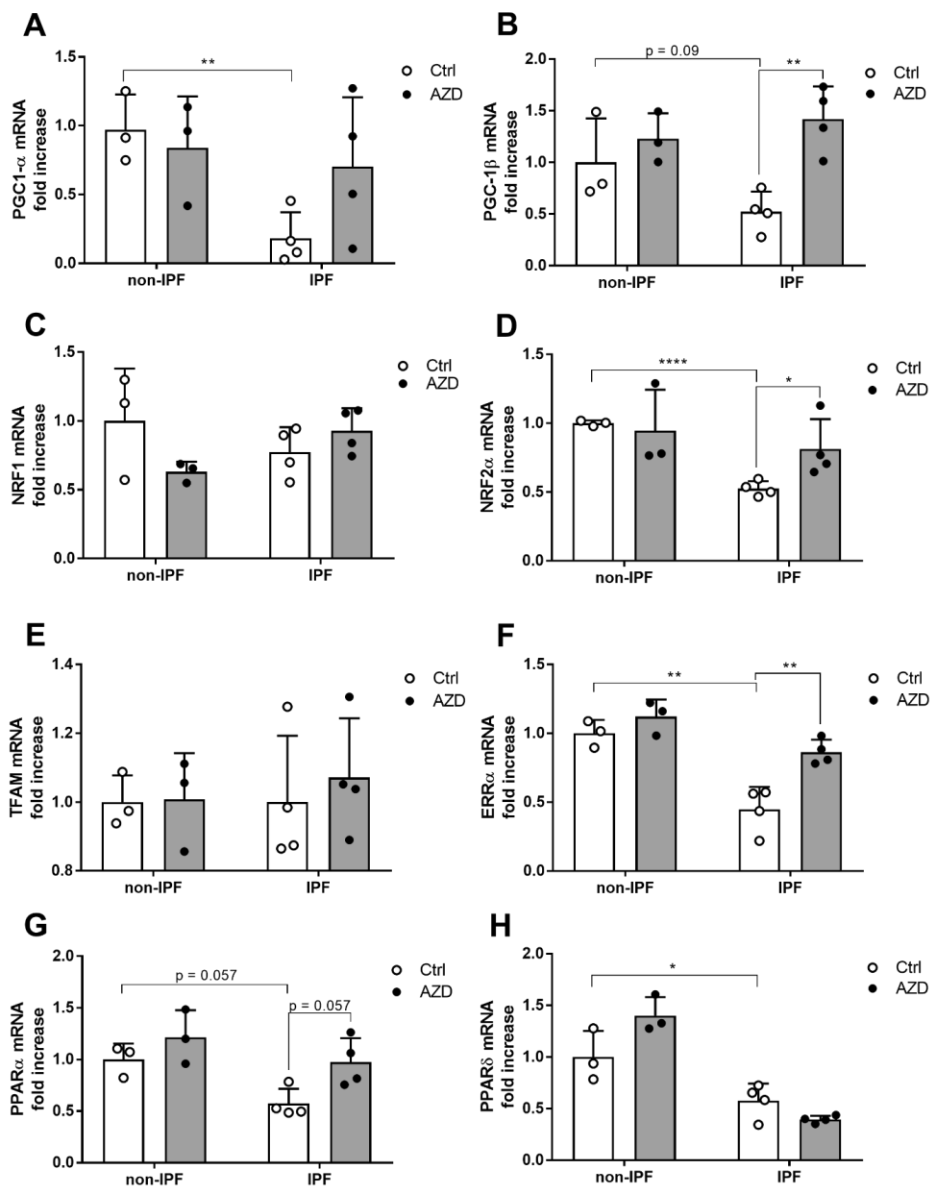 A
PGC1-α mRNA
fold increase
1.5
1.0
0.5
0.0
**
Ctrl
AZD
non-IPF
IPF
B
PGC-1β mRNA
fold increase
2.0
1.5
1.0
0.5
0.0
p = 0.09
**
Ctrl
AZD
non-IPF
IPF
C
NRF1 mRNA
fold increase
1.5
1.0
0.5
0.0
Ctrl
AZD
non-IPF
IPF
D
NRF2α mRNA
fold increase
1.5
1.0
0.5
0.0
****
*
Ctrl
AZD
non-IPF
IPF
E
TFAM mRNA
fold increase
1.4
1.2
1.0
0.8
Ctrl
AZD
non-IPF
IPF
F
ERRα mRNA
fold increase
1.5
1.0
0.5
0.0
**
**
Ctrl
AZD
non-IPF
IPF
G
PPARα mRNA
fold increase
2.0
1.5
1.0
0.5
0.0
p = 0.057
p = 0.057
Ctrl
AZD
non-IPF
IPF
H
PPARδ mRNA
fold increase
2.0
1.5
1.0
0.5
0.0
*
Ctrl
AZD
non-IPF
IPF